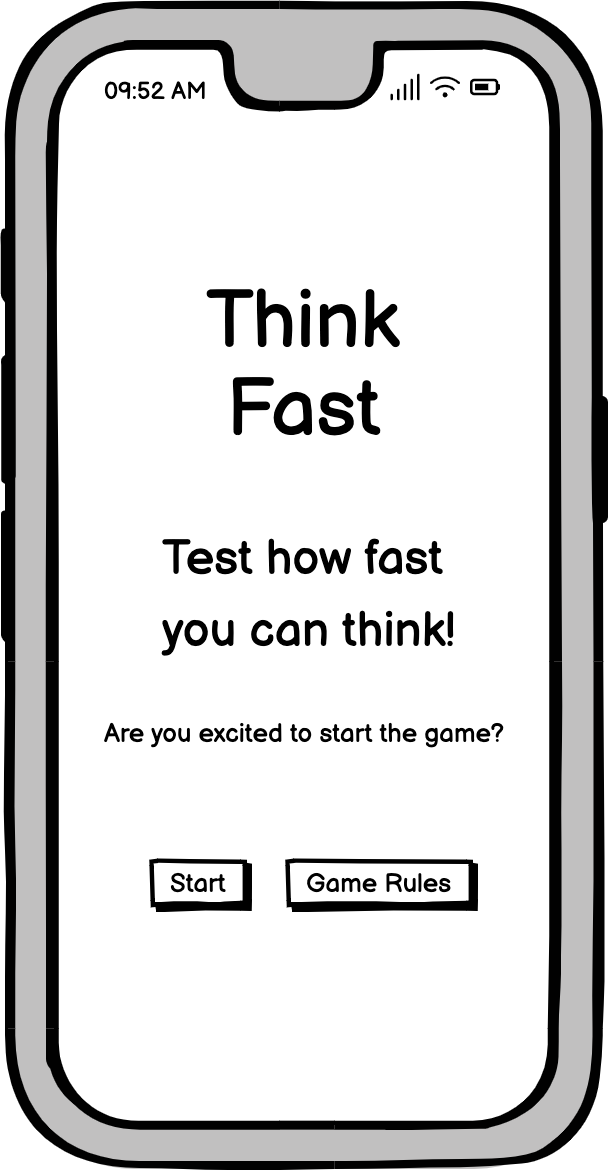 09:52 AM
Think
Fast
Test how fast
you can think!
Are you excited to start the game?
Start
Game Rules